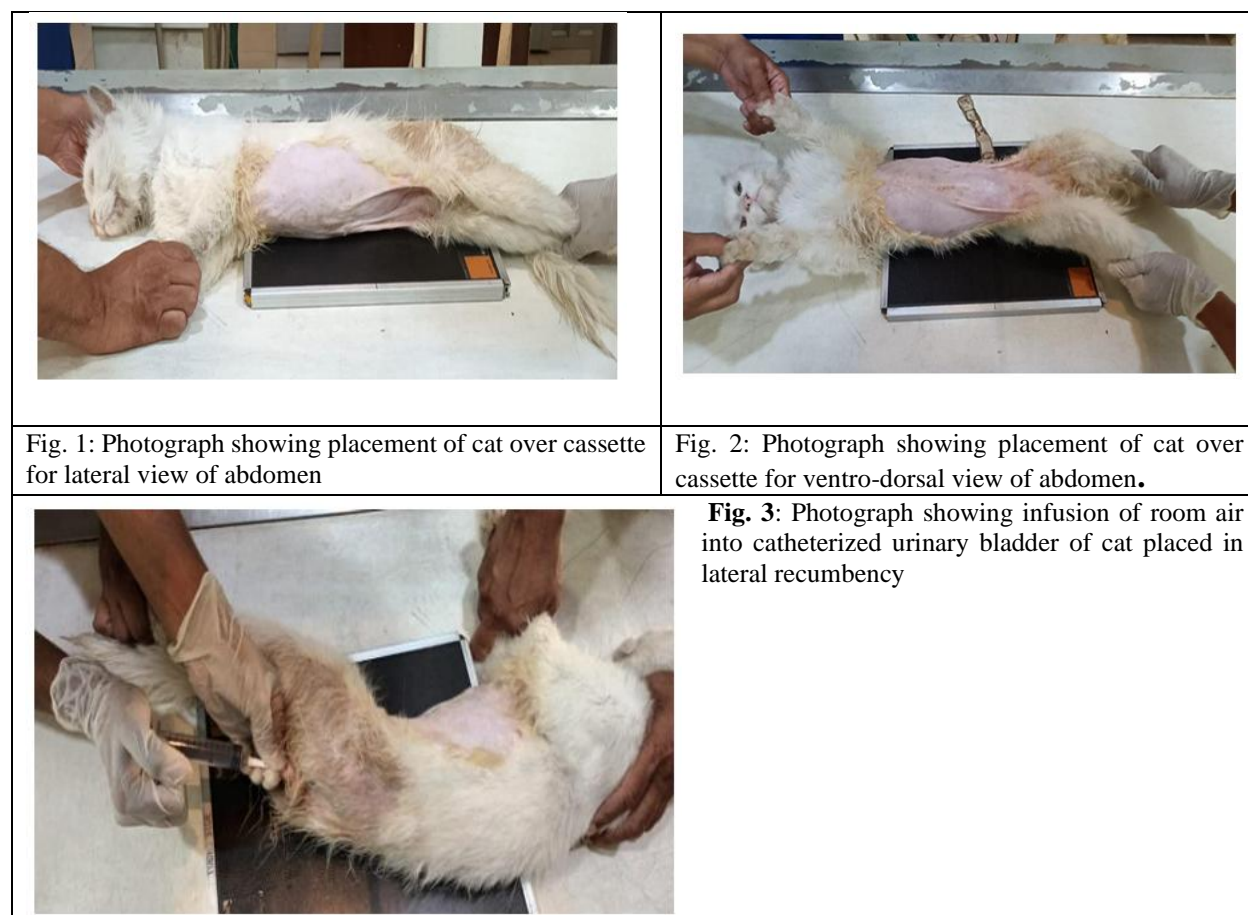 Fig. 1: Photograph showing placement of cat over cassette
for lateral view of abdomen
Fig. 2: Photograph showing placement of cat over
cassette for ventro-dorsal view of abdomen.
Fig. 3: Photograph showing infusion of room air
into catheterized urinary bladder of cat placed in
lateral recumbency